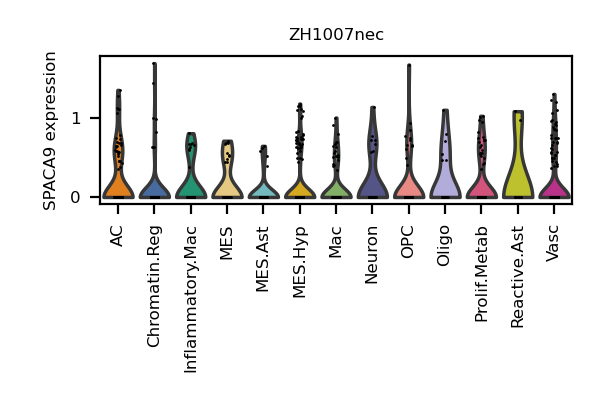 ZH1007nec
SPACA9 expression
1
0
AC
Chromatin.Reg
Inflammatory.Mac
MES
MES.Ast
MES.Hyp
Mac
Neuron
OPC
Oligo
Prolif.Metab
Reactive.Ast
Vasc